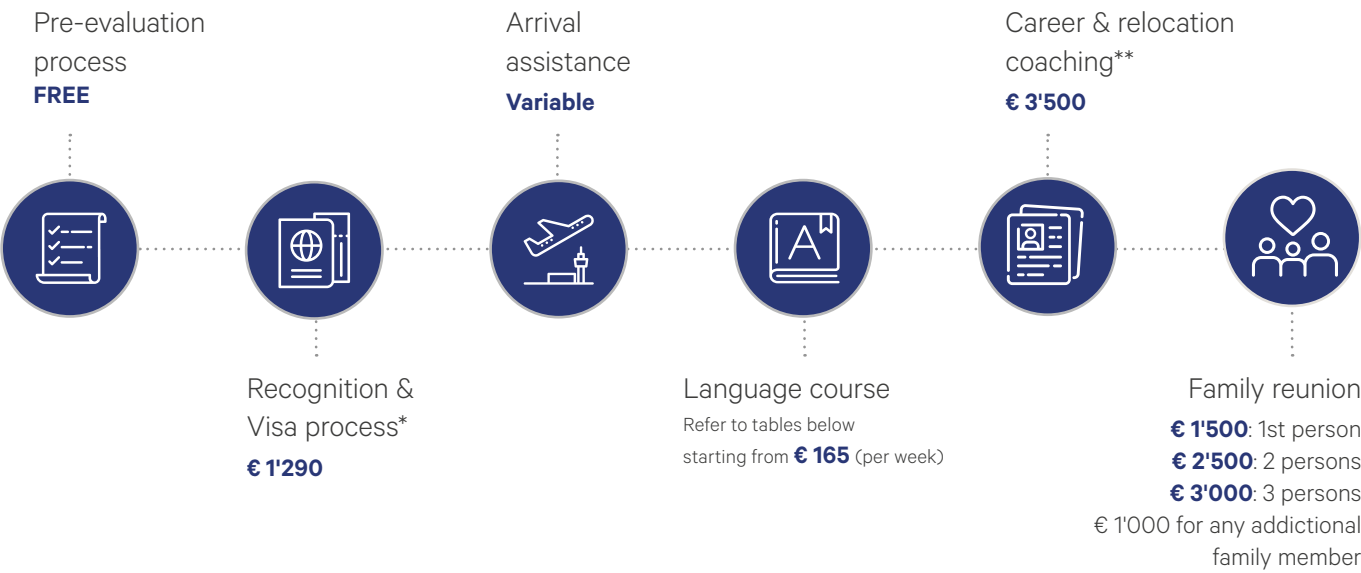 Pre-evaluation
process
FREE
Arrival
assistance
Variable
Career & relocation
coaching**
€ 3'500
A
Recognition &
Visa process*
€ 1'290
Language course
Refer to tables below
starting from € 165 (per week)
Family reunion
€ 1'500: 1st person
€ 2'500: 2 persons
€ 3'000: 3 persons
€ 1'000 for any addictional
family member